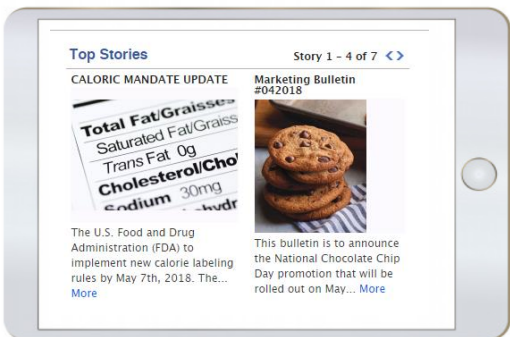 Top Stories
Story 1 - 4 of 7
CALORIC MANDATE UPDATE
Total Fat/Graisses
Saturated Fat/Graiss
Trans Fat 0g
Cholesterol/Chol
Sodium 30mg
The U.S. Food and Drug
Administration (FDA) to
implement new calorie labeling
rules by May 7th, 2018. The...
More
Marketing Bulletin
#042018
This bulletin is to announce
the National Chocolate Chip
Day promotion that will be
rolled out on May... More